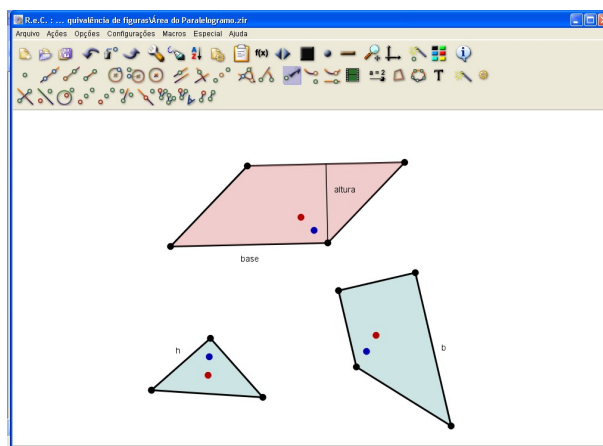 R.e.C. : ... quivalência de figuras\Área do Paralelogramo.zir
Arquivo Ações Opções Configurações Macros Especial Ajuda
f(x)
a=2
T
altura
base
h
b